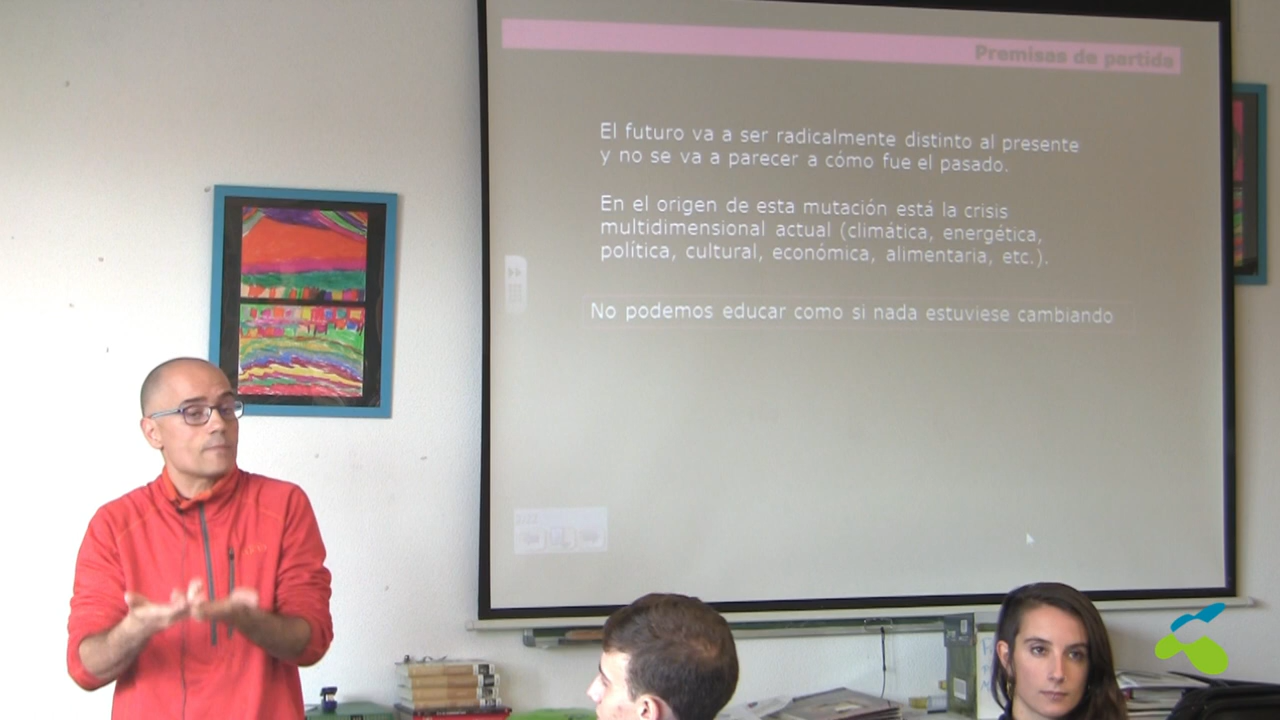 Premisas de partida
El futuro va a ser radicalmente distinto al presente
y no se va a parecer a cómo fue el pasado.
En el origen de esta mutación está la crisis
multidimensional actual (climática, energética,
política, cultural, económica, alimentaria, etc.).
No podemos educar como si nada estuviese cambiando